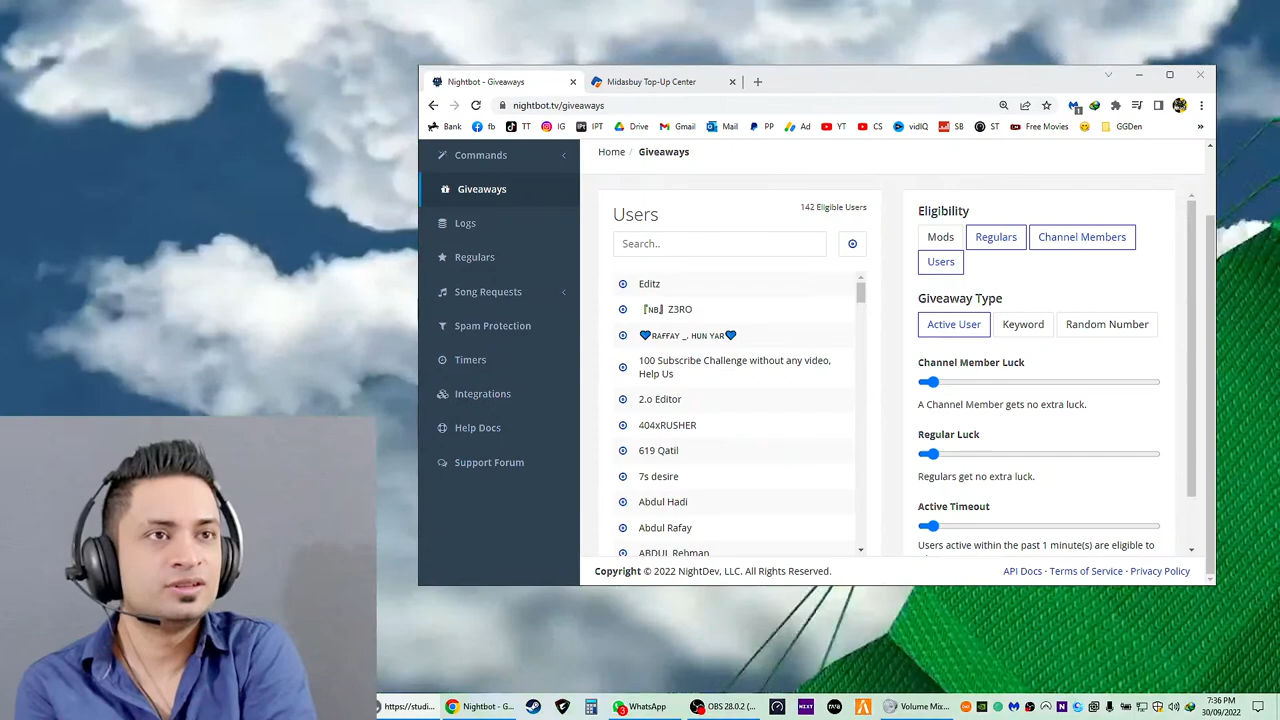 Nightbot - Giveaways
Midasbuy Top-Up Center
nightbot.tv/giveaways
Bank
fb
TT
IG
IPT
Drive
Gmail
Mail
PP
Ad
YT
CS
vidIQ
SB
ST
Free Movies
GGDen
»
Commands
Giveaways
Logs
Regulars
Song Requests
Spam Protection
Timers
Integrations
Help Docs
Support Forum
Home / Giveaways
Users
142 Eligible Users
Search..
Editz
『NB』 Z3RO
💙RAFFAY _. HUN YAR💙
100 Subscribe Challenge without any video,
Help Us
2.o Editor
404xRUSHER
619 Qatil
7s desire
Abdul Hadi
Abdul Rafay
ABDUL Rehman
Eligibility
Mods
Regulars
Channel Members
Users
Giveaway Type
Active User
Keyword
Random Number
Channel Member Luck
A Channel Member gets no extra luck.
Regular Luck
Regulars get no extra luck.
Active Timeout
Users active within the past 1 minute(s) are eligible to
Copyright © 2022 NightDev, LLC. All Rights Reserved.
API Docs · Terms of Service · Privacy Policy
https://studi...
Nightbot - G...
3
WhatsApp
OBS 28.0.2 (...
NZXT
Volume Mix...
7:36 PM
30/09/2022